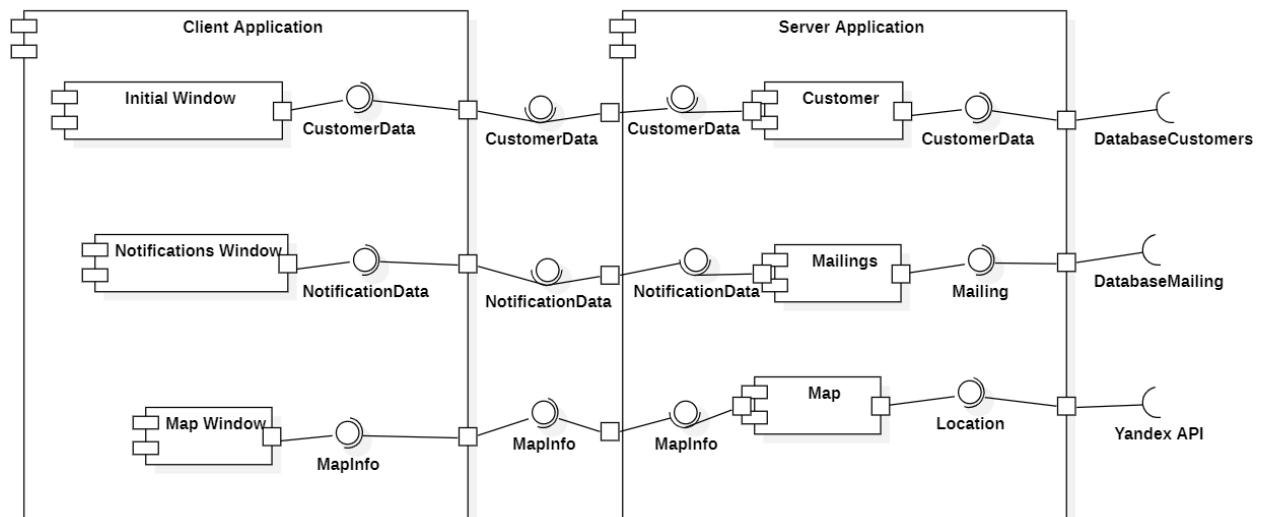 Client Application
Server Application
Initial Window
Customer
CustomerData
CustomerData
CustomerData
CustomerData
DatabaseCustomers
Notifications Window
Mailings
NotificationData
NotificationData
NotificationData
Mailing
DatabaseMailing
Map Window
Map
MapInfo
MapInfo
MapInfo
Location
Yandex API